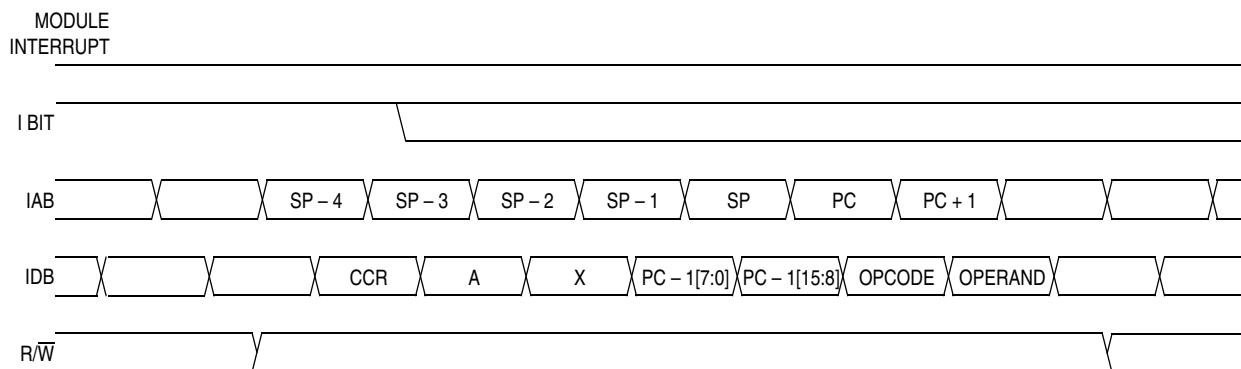 MODULE
INTERRUPT
I BIT
IAB SP – 4 SP – 3 SP – 2 SP – 1 SP PC PC + 1
IDB CCR A X PC – 1[7:0] PC – 1[15:8] OPCODE OPERAND
R/W̅